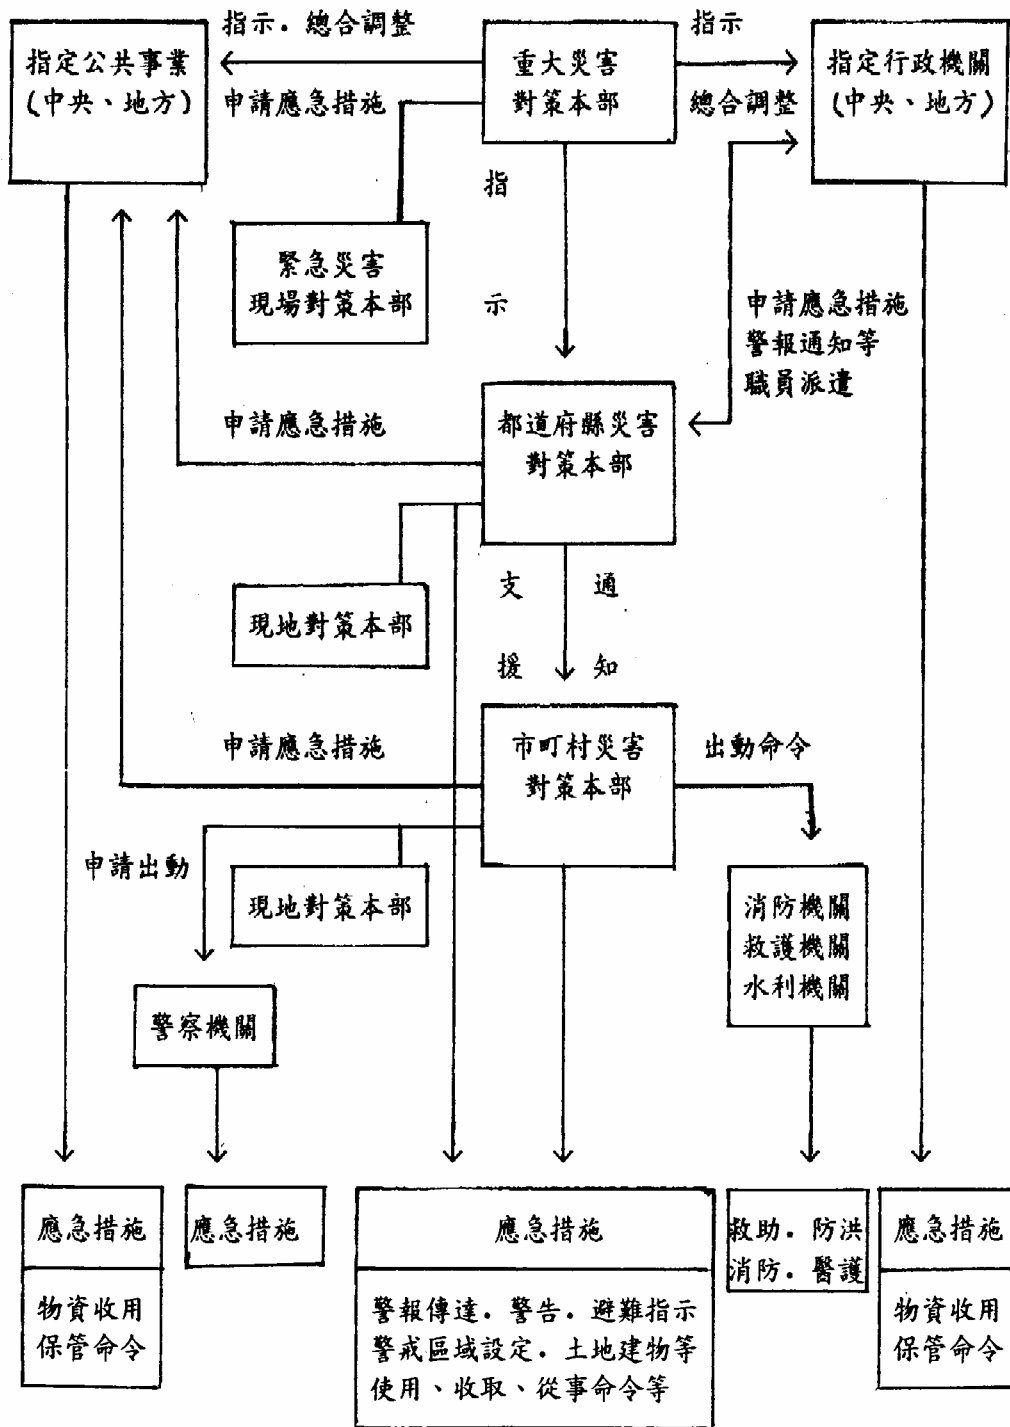 指示．總合調整
指定公共事業
(中央、地方)
重大災害
對策本部
指示
指定行政機關
(中央、地方)
申請應急措施
總合調整
指
示
緊急災害
現場對策本部
申請應急措施
警報通知等
職員派遣
申請應急措施
都道府縣災害
對策本部
支 通
援 知
現地對策本部
申請應急措施
市町村災害
對策本部
出動命令
申請出動
現地對策本部
消防機關
救護機關
水利機關
警察機關
應急措施
物資收用
保管命令
應急措施
應急措施
警報傳達．警告．避難指示
警戒區域設定．土地建物等
使用、收取、從事命令等
救助．防洪
消防．醫護
應急措施
物資收用
保管命令